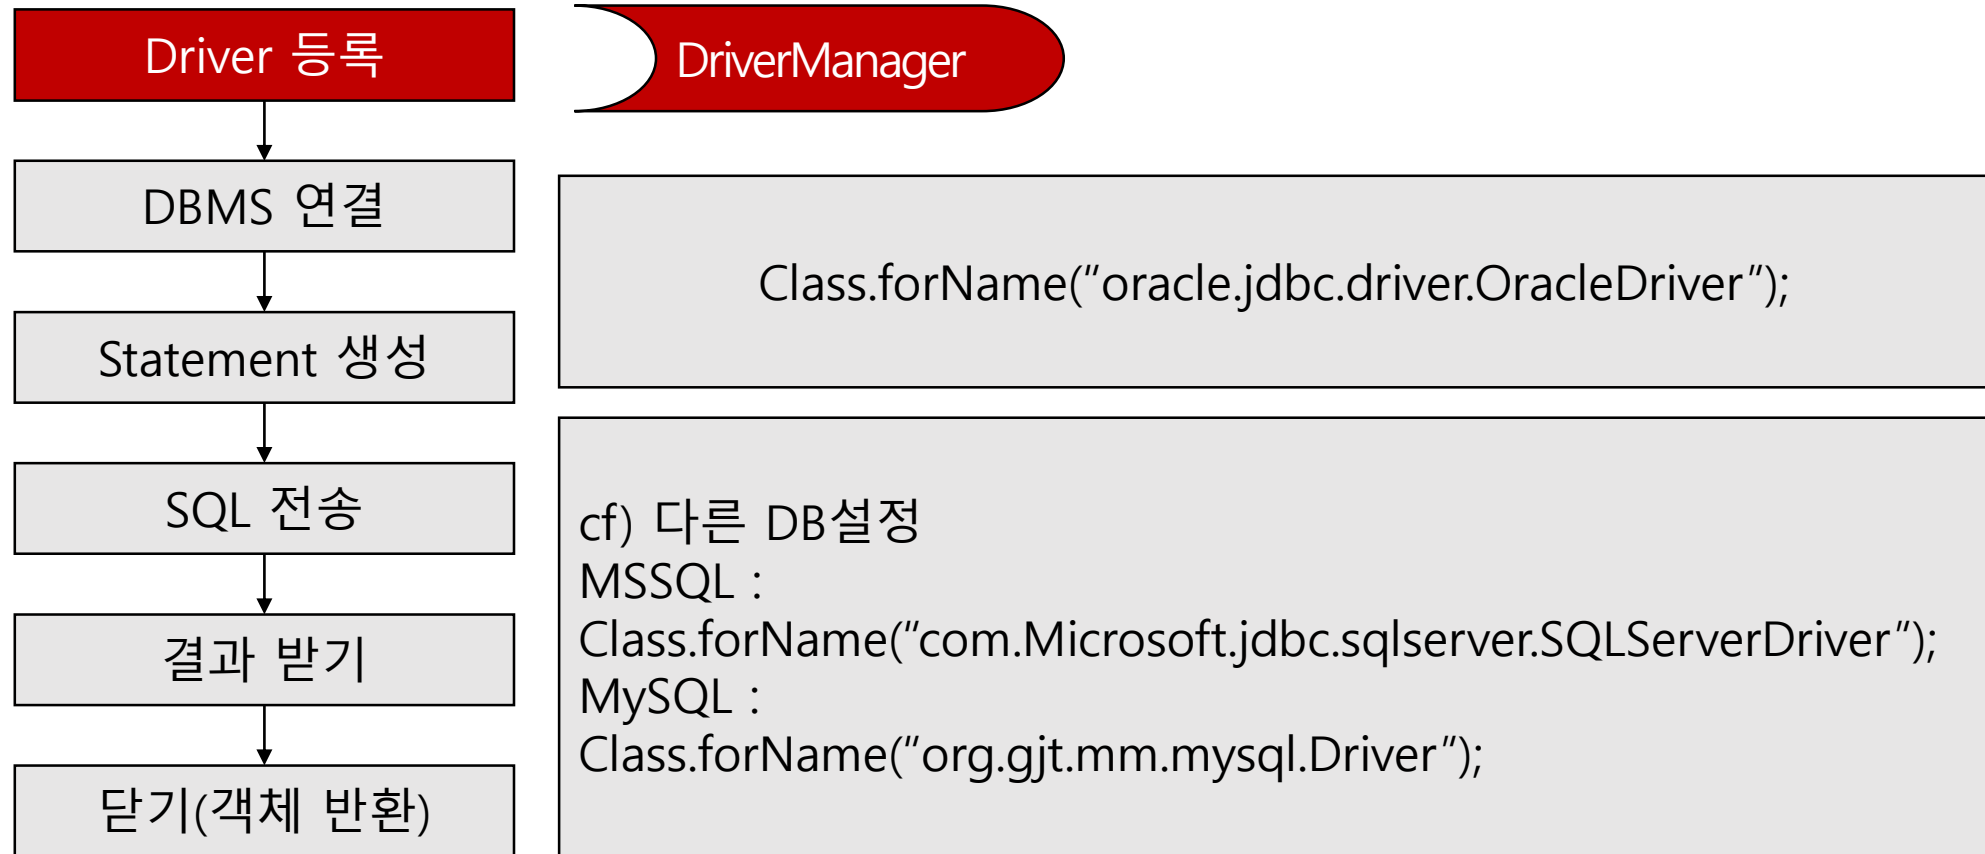 Driver 등록
DriverManager
DBMS 연결
Statement 생성
SQL 전송
결과 받기
닫기(객체 반환)
Class.forName(“oracle.jdbc.driver.OracleDriver”);
cf) 다른 DB설정
MSSQL :
Class.forName(“com.Microsoft.jdbc.sqlserver.SQLServerDriver”);
MySQL :
Class.forName(“org.gjt.mm.mysql.Driver”);